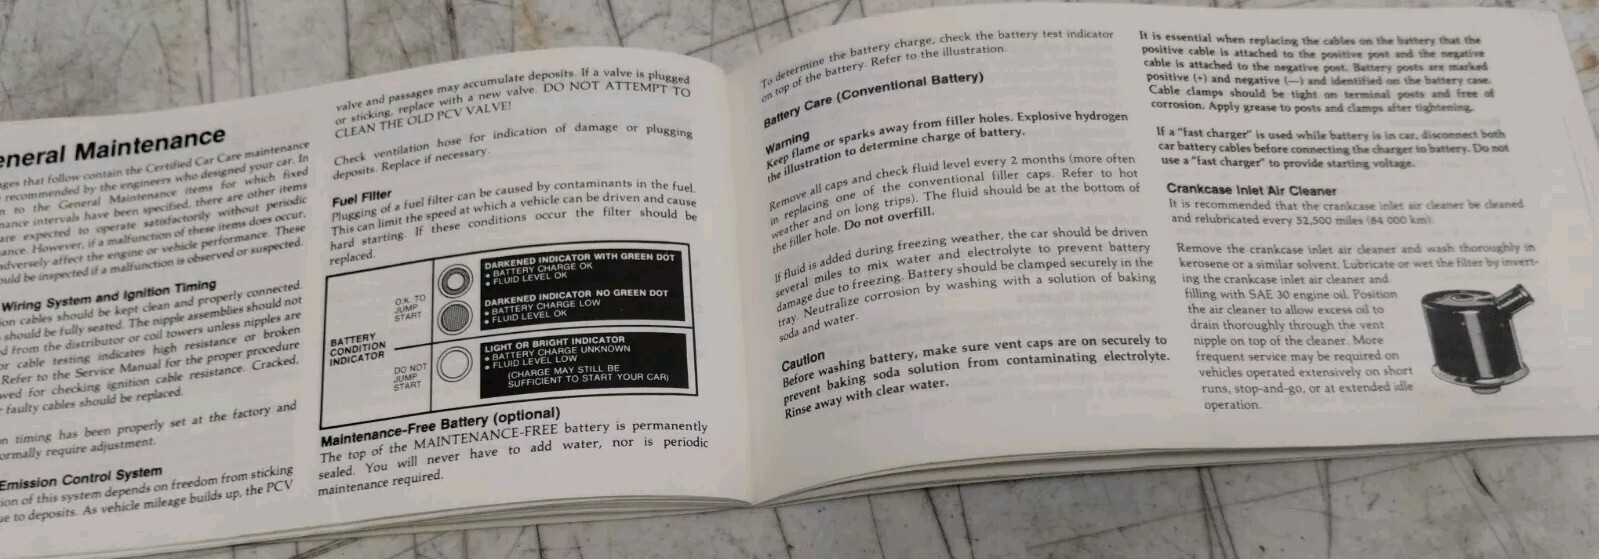 eneral Maintenance
ges that follow contain the Certified Car Care maintenance
recommended by the engineers who designed your car. In
n to the General Maintenance items for which fixed
nance intervals have been specified, there are other items
are expected to operate satisfactorily without periodic
ance. However, if a malfunction of these items does occur,
adversely affect the engine or vehicle performance. These
ould be inspected if a malfunction is observed or suspected.
Wiring System and Ignition Timing
ion cables should be kept clean and properly connected.
should be fully seated. The nipple assemblies should not
d from the distributor or coil towers unless nipples are
or cable testing indicates high resistance or broken
Refer to the Service Manual for the proper procedure
wed for checking ignition cable resistance. Cracked,
faulty cables should be replaced.
n timing has been properly set at the factory and
ormally require adjustment.
Emission Control System
ion of this system depends on freedom from sticking
ue to deposits. As vehicle mileage builds up, the PCV
valve and passages may accumulate deposits. If a valve is plugged
or sticking, replace with a new valve. DO NOT ATTEMPT TO
CLEAN THE OLD PCV VALVE!
Check ventilation hose for indication of damage or plugging
deposits. Replace if necessary.
Fuel Filter
Plugging of a fuel filter can be caused by contaminants in the fuel.
This can limit the speed at which a vehicle can be driven and cause
hard starting. If these conditions occur the filter should be
replaced.
BATTERY
CONDITION
INDICATOR
O.K. TO
JUMP
START
DARKENED INDICATOR WITH GREEN DOT
• BATTERY CHARGE OK
• FLUID LEVEL OK
DARKENED INDICATOR NO GREEN DOT
• BATTERY CHARGE LOW
• FLUID LEVEL OK
DO NOT
JUMP
START
LIGHT OR BRIGHT INDICATOR
• BATTERY CHARGE UNKNOWN
• FLUID LEVEL LOW
(CHARGE MAY STILL BE
SUFFICIENT TO START YOUR CAR)
Maintenance-Free Battery (optional)
The top of the MAINTENANCE-FREE battery is permanently
sealed. You will never have to add water, nor is periodic
maintenance required.
To determine the battery charge, check the battery test indicator
on top of the battery. Refer to the illustration.
Battery Care (Conventional Battery)
Warning
Keep flame or sparks away from filler holes. Explosive hydrogen
the illustration to determine charge of battery.
Remove all caps and check fluid level every 2 months (more often
in replacing one of the conventional filler caps. Refer to hot
weather and on long trips). The fluid should be at the bottom of
the filler hole. Do not overfill.
If fluid is added during freezing weather, the car should be driven
several miles to mix water and electrolyte to prevent battery
damage due to freezing. Battery should be clamped securely in the
tray. Neutralize corrosion by washing with a solution of baking
soda and water.
Caution
Before washing battery, make sure vent caps are on securely to
prevent baking soda solution from contaminating electrolyte.
Rinse away with clear water.
It is essential when replacing the cables on the battery that the
positive cable is attached to the positive post and the negative
cable is attached to the negative post. Battery posts are marked
positive (+) and negative (—) and identified on the battery case.
Cable clamps should be tight on terminal posts and free of
corrosion. Apply grease to posts and clamps after tightening.
If a "fast charger" is used while battery is in car, disconnect both
car battery cables before connecting the charger to battery. Do not
use a "fast charger" to provide starting voltage.
Crankcase Inlet Air Cleaner
It is recommended that the crankcase inlet air cleaner be cleaned
and relubricated every 52,500 miles (84 000 km).
Remove the crankcase inlet air cleaner and wash thoroughly in
kerosene or a similar solvent. Lubricate or wet the filter by invert-
ing the crankcase inlet air cleaner and
filling with SAE 30 engine oil. Position
the air cleaner to allow excess oil to
drain thoroughly through the vent
nipple on top of the cleaner. More
frequent service may be required on
vehicles operated extensively on short
runs, stop-and-go, or at extended idle
operation.